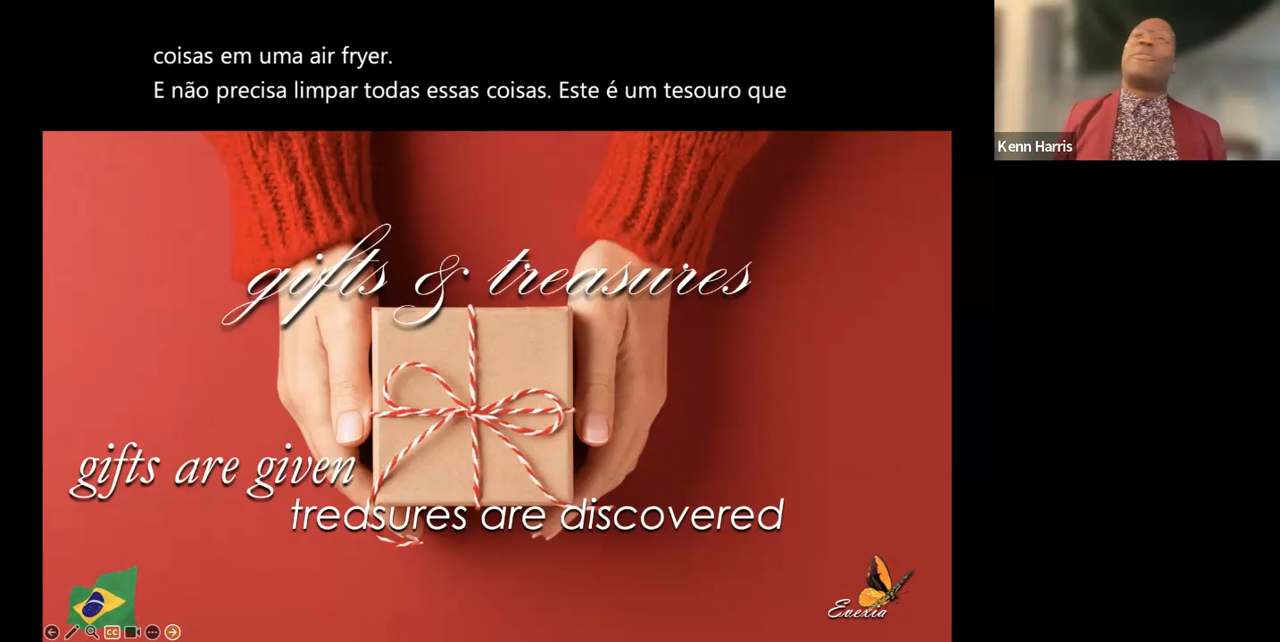 coisas em uma air fryer.
E não precisa limpar todas essas coisas. Este é um tesouro que
Kenn Harris
gifts & treasures
gifts are given
treasures are discovered
Evexia
CC